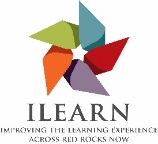 ILEARN
IMPROVING THE LEARNING EXPERIENCE
ACROSS RED ROCKS NOW